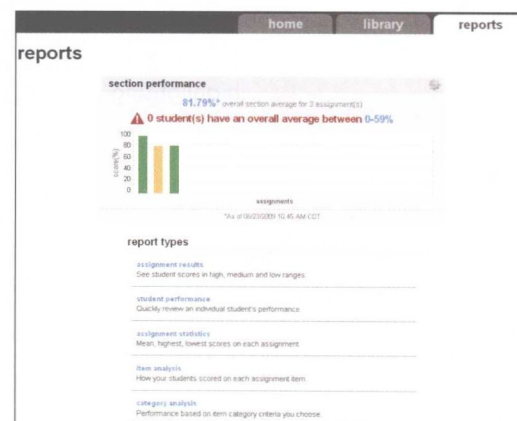 home library reports
reports
section performance
81.79%* overall section average for 3 assignment(s)
0 student(s) have an overall average between 0-59%
100
80
60
40
20
0
score(%)
assignments
*As of 06/23/2009 10:45 AM CDT
report types
assignment results
See student scores in high, medium and low ranges
student performance
Quickly review an individual student's performance
assignment statistics
Mean, highest, lowest scores on each assignment
item analysis
How your students scored on each assignment item
category analysis
Performance based on item category criteria you choose.